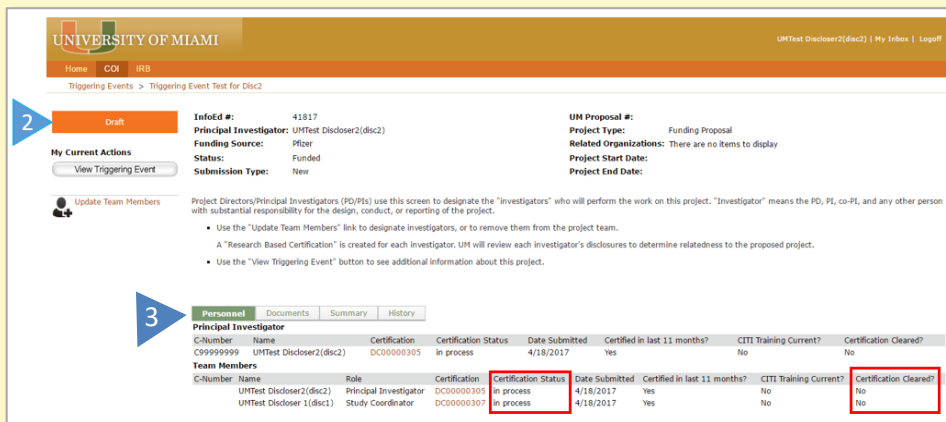 UNIVERSITY OF MIAMI
UMTest Discloser2(disc2) | My Inbox | Logoff
Home COI IRB
Triggering Events > Triggering Event Test for Disc2
2
Draft
My Current Actions
View Triggering Event
Update Team Members
InfoEd #: 41817
Principal Investigator: UMTest Discloser2(disc2)
Funding Source: Pfizer
Status: Funded
Submission Type: New
UM Proposal #:
Project Type: Funding Proposal
Related Organizations: There are no items to display
Project Start Date:
Project End Date:
Project Directors/Principal Investigators (PD/PIs) use this screen to designate the "investigators" who will perform the work on this project. "Investigator" means the PD, PI, co-PI, and any other person
with substantial responsibility for the design, conduct, or reporting of the project.
Use the "Update Team Members" link to designate investigators, or to remove them from the project team.
A "Research Based Certification" is created for each investigator. UM will review each investigator's disclosures to determine relatedness to the proposed project.
Use the "View Triggering Event" button to see additional information about this project.
3
Personnel Documents Summary History
Principal Investigator
C-Number Name Certification Certification Status Date Submitted Certified in last 11 months? CITI Training Current? Certification Cleared?
C99999999 UMTest Discloser2(disc2) DC00000305 in process 4/18/2017 Yes No No
Team Members
C-Number Name Role Certification Certification Status Date Submitted Certified in last 11 months? CITI Training Current? Certification Cleared?
UMTest Discloser2(disc2) Principal Investigator DC00000305 in process 4/18/2017 Yes No No
UMTest Discloser 1(disc1) Study Coordinator DC00000307 in process 4/18/2017 Yes No No